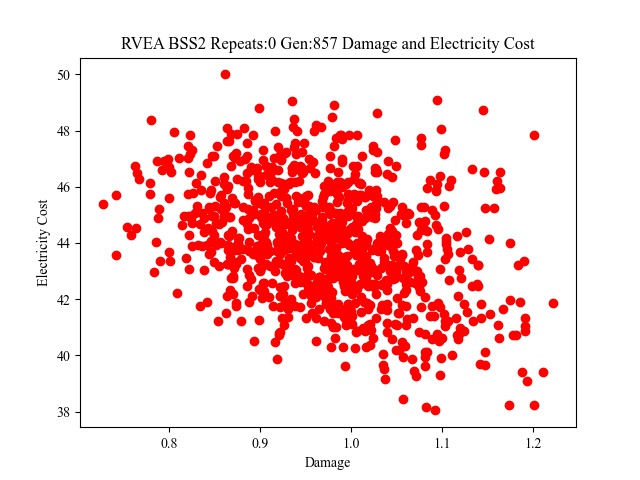 RVEA BSS2 Repeats:0 Gen:857 Damage and Electricity Cost
50
48
46
44
42
40
38
Electricity Cost
0.8 0.9 1.0 1.1 1.2
Damage